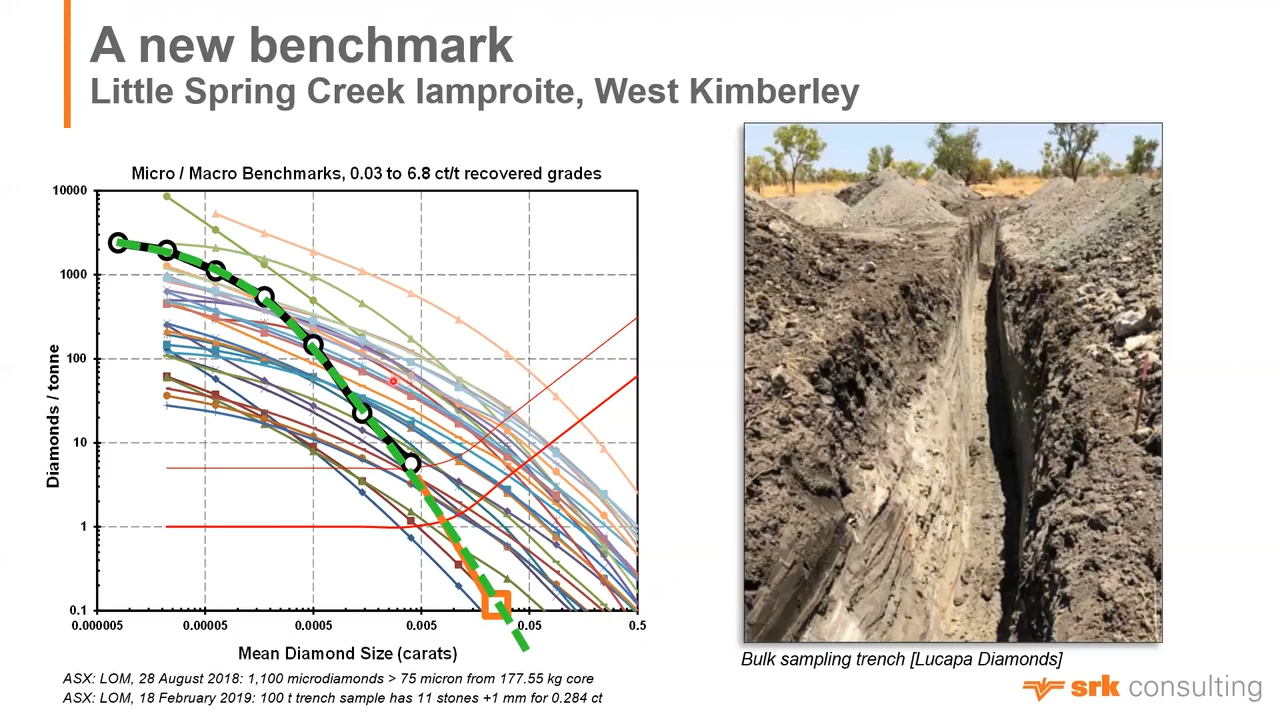 A new benchmark
Little Spring Creek lamproite, West Kimberley
Micro / Macro Benchmarks, 0.03 to 6.8 ct/t recovered grades
10000
1000
100
10
1
0.1
Diamonds / tonne
0.000005 0.00005 0.0005 0.005 0.05 0.5
Mean Diamond Size (carats)
ASX: LOM, 28 August 2018: 1,100 microdiamonds > 75 micron from 177.55 kg core
ASX: LOM, 18 February 2019: 100 t trench sample has 11 stones +1 mm for 0.284 ct
Bulk sampling trench [Lucapa Diamonds]
srk consulting